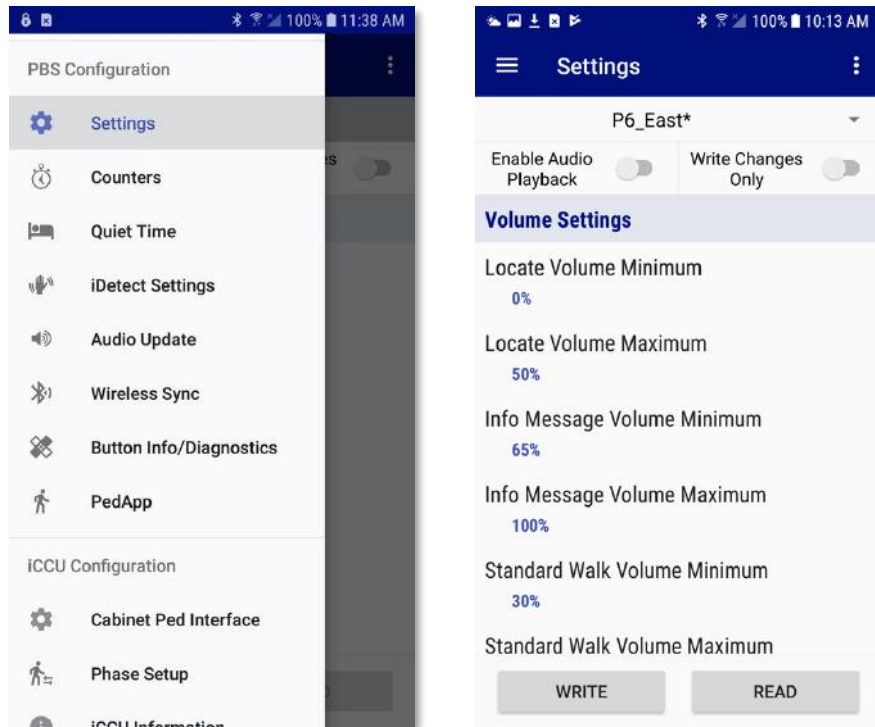 100% 11:38 AM
PBS Configuration
Settings
Counters
Quiet Time
iDetect Settings
Audio Update
Wireless Sync
Button Info/Diagnostics
PedApp
iCCU Configuration
Cabinet Ped Interface
Phase Setup
iCCU Information
100% 10:13 AM
Settings
P6_East*
Enable Audio
Playback
Write Changes
Only
Volume Settings
Locate Volume Minimum
0%
Locate Volume Maximum
50%
Info Message Volume Minimum
65%
Info Message Volume Maximum
100%
Standard Walk Volume Minimum
30%
Standard Walk Volume Maximum
WRITE
READ